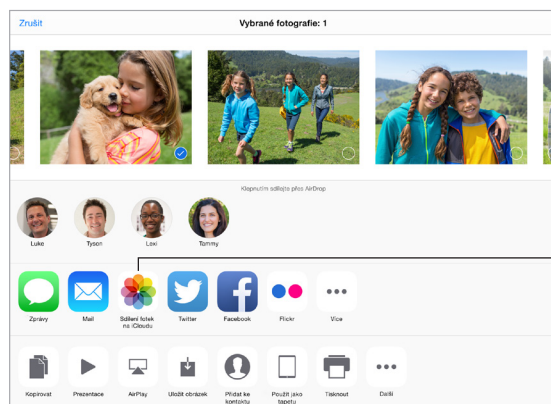 Zrušit
Vybrané fotografie: 1
Klepnutím sdílejte přes AirDrop
Luke
Tyson
Lexi
Tommy
Zprávy
Mail
Sdílení fotek
na iCloudu
Twitter
Facebook
Flickr
Více
Kopírovat
Prezentace
AirPlay
Uložit obrázek
Přidat ke
kontaktu
Použít jako
tapetu
Tisknout
Další